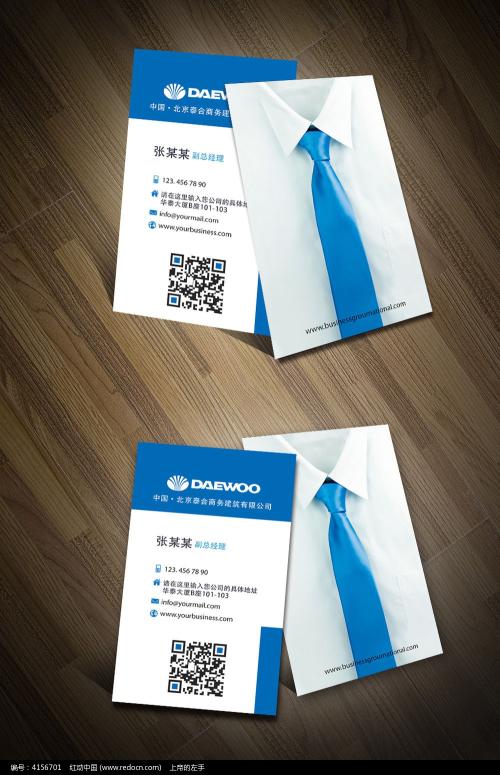 DAEWOO
中国·北京泰合商务建
张某某 副总经理
123. 456 78 90
请在这里输入您公司的具体地
华泰大厦B座101-103
info@yourmail.com
www.yourbusiness.com
www.businessgroumational.com
DAEWOO
中国·北京泰合商务建筑有限公司
张某某 副总经理
123. 456 78 90
请在这里输入您公司的具体地址
华泰大厦B座101-103
info@yourmail.com
www.yourbusiness.com
www.businessgroumational.com
编号:4156701 红动中国 (www.redocn.com) 上帝的左手